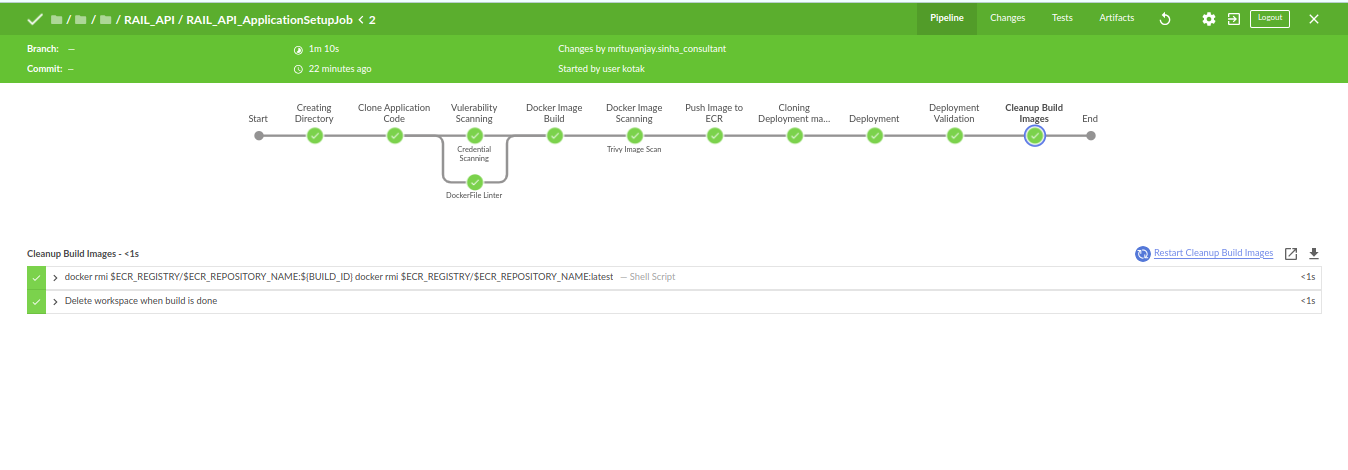 / / / RAIL_API / RAIL_API_ApplicationSetupJob < 2
Pipeline Changes Tests Artifacts Logout
Branch: — 1m 10s Changes by mrityunjay.sinha_consultant
Commit: — 22 minutes ago Started by user kotak
Start
Creating
Directory
Clone Application
Code
Vulerability
Scanning
Credential
Scanning
DockerFile Linter
Docker Image
Build
Docker Image
Scanning
Trivy Image Scan
Push Image to
ECR
Cloning
Deployment ma...
Deployment
Deployment
Validation
Cleanup Build
Images
End
Cleanup Build Images - <1s Restart Cleanup Build Images
docker rmi $ECR_REGISTRY/$ECR_REPOSITORY_NAME:${BUILD_ID} docker rmi $ECR_REGISTRY/$ECR_REPOSITORY_NAME:latest — Shell Script <1s
Delete workspace when build is done <1s